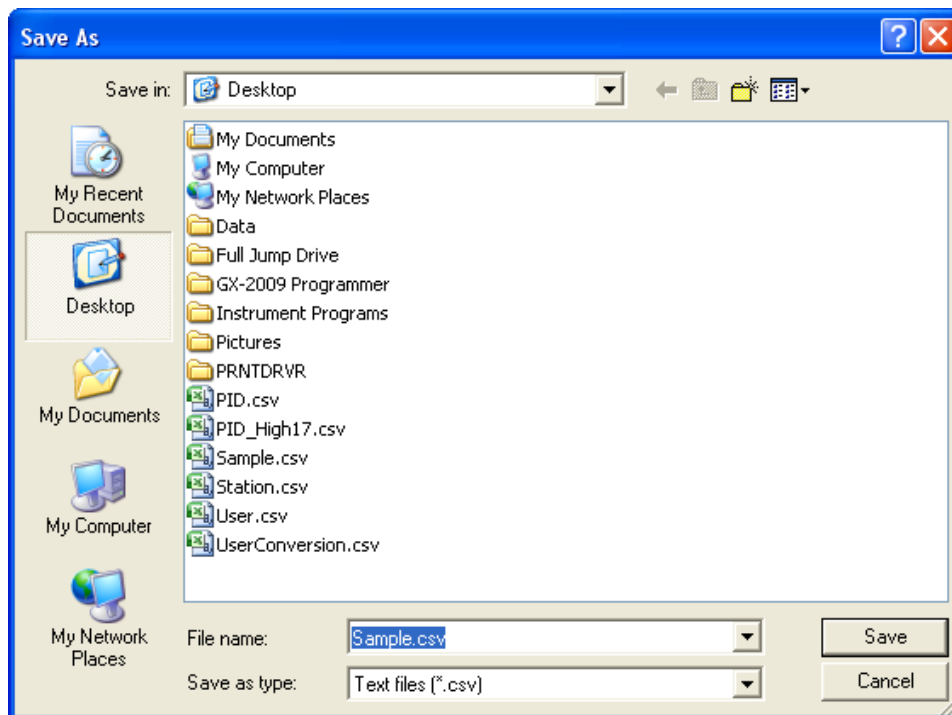 Save As
Save in:
Desktop
My Recent
Documents
Desktop
My Documents
My Computer
My Network
Places
My Documents
My Computer
My Network Places
Data
Full Jump Drive
GX-2009 Programmer
Instrument Programs
Pictures
PRNTDRVR
PID.csv
PID_High17.csv
Sample.csv
Station.csv
User.csv
UserConversion.csv
File name:
Sample.csv
Save
Save as type:
Text files (*.csv)
Cancel